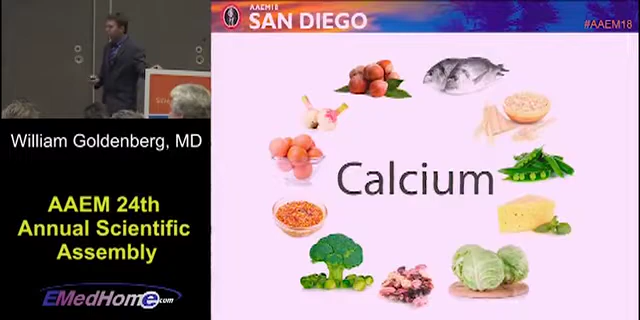 AAEM18
SAN DIEGO
#AAEM18
William Goldenberg, MD
AAEM 24th
Annual Scientific
Assembly
EMedHome.com
Calcium